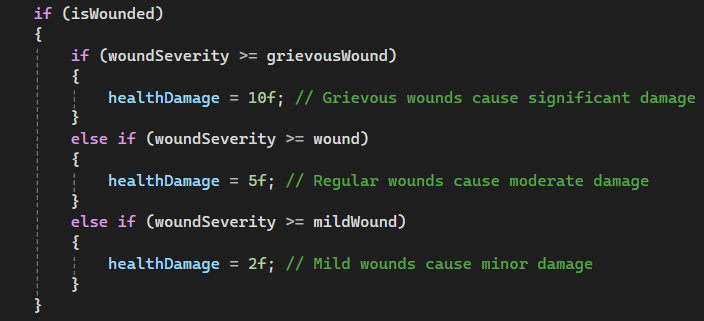 if (isWounded)
{
if (woundSeverity >= grievousWound)
{
healthDamage = 10f; // Grievous wounds cause significant damage
}
else if (woundSeverity >= wound)
{
healthDamage = 5f; // Regular wounds cause moderate damage
}
else if (woundSeverity >= mildWound)
{
healthDamage = 2f; // Mild wounds cause minor damage
}
}